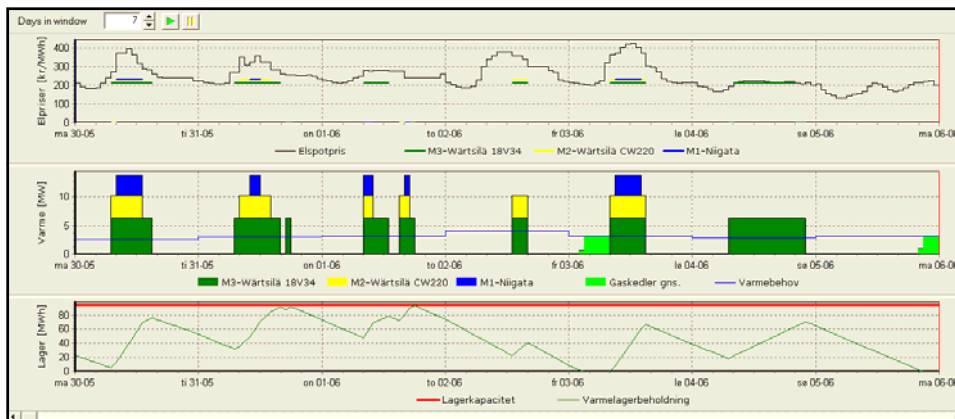 Days in window 7
Elpriser [kr/MWh]
400
300
200
100
0
ma 30-05 ti 31-05 on 01-06 to 02-06 fr 03-06 lø 04-06 sø 05-06 ma 06-06
Elspotpris M3-Wärtsilä 18V34 M2-Wärtsilä CW220 M1-Niigata
Varme [MW]
10
5
0
ma 30-05 ti 31-05 on 01-06 to 02-06 fr 03-06 lø 04-06 sø 05-06 ma 06-06
M3-Wärtsilä 18V34 M2-Wärtsilä CW220 M1-Niigata Gaskedler gns. Varmebehov
Lager [MWh]
80
60
40
20
0
ma 30-05 ti 31-05 on 01-06 to 02-06 fr 03-06 lø 04-06 sø 05-06 ma 06-06
Lagerkapacitet Varmelagerbeholdning